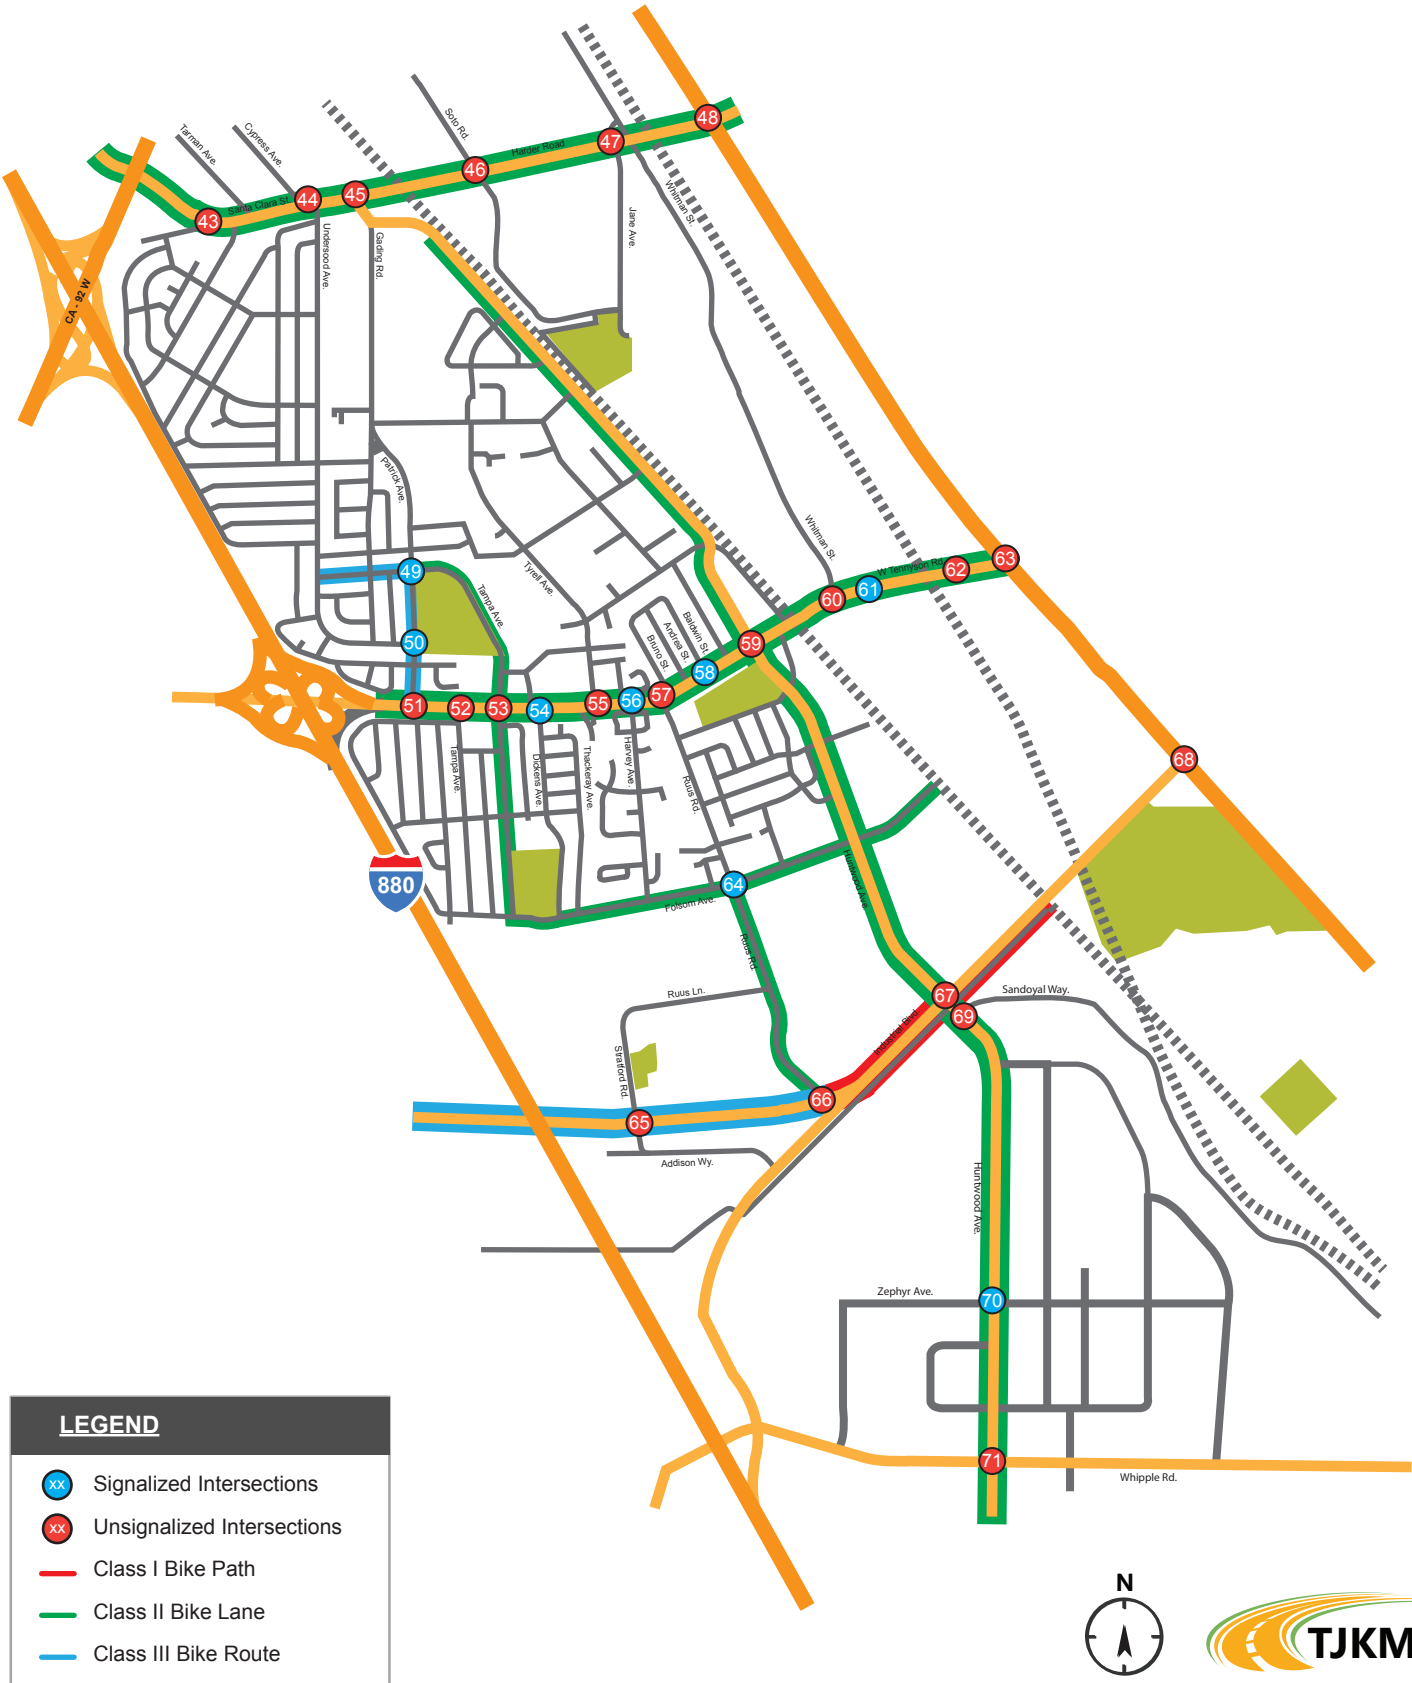 48
47
Soto Rd.
Harder Road
46
Tarman Ave.
Cypress Ave.
Whitman St.
45
44
Santa Clara St.
43
Jane Ave.
Undersood Ave.
Gading Rd.
CA - 92 W
Patrick Ave.
Whitman St.
W Tennyson Rd.
63
62
61
60
49
Tyrell Ave.
Tampa Ave.
Baldwin St.
Andrea St.
Bruno St.
50
59
58
57
56
55
54
53
52
51
Tampa Ave.
Dickens Ave.
Thackeray Ave.
Harvey Ave.
Ruus Rd.
68
880
Huntwood Ave.
64
Folsom Ave.
Ruus Rd.
Ruus Ln.
67
Sandoyal Way.
69
Industrial Blvd
Stratford Rd.
66
65
Addison Wy.
Huntwood Ave.
Zephyr Ave.
70
71
Whipple Rd.
LEGEND
xx Signalized Intersections
xx Unsignalized Intersections
Class I Bike Path
Class II Bike Lane
Class III Bike Route
N
TJKM